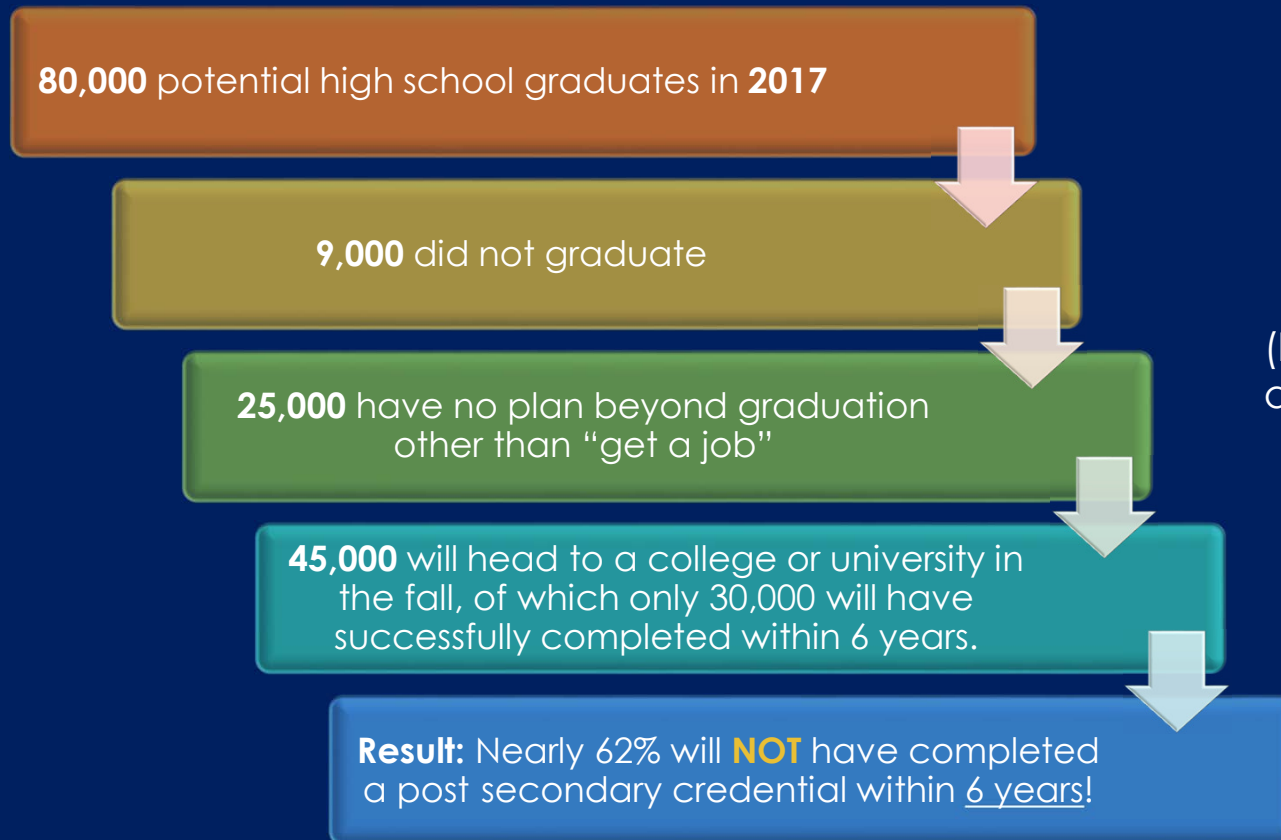 80,000 potential high school graduates in 2017
9,000 did not graduate
25,000 have no plan beyond graduation
other than “get a job”
45,000 will head to a college or university in
the fall, of which only 30,000 will have
successfully completed within 6 years.
Result: Nearly 62% will NOT have completed
a post secondary credential within 6 years!